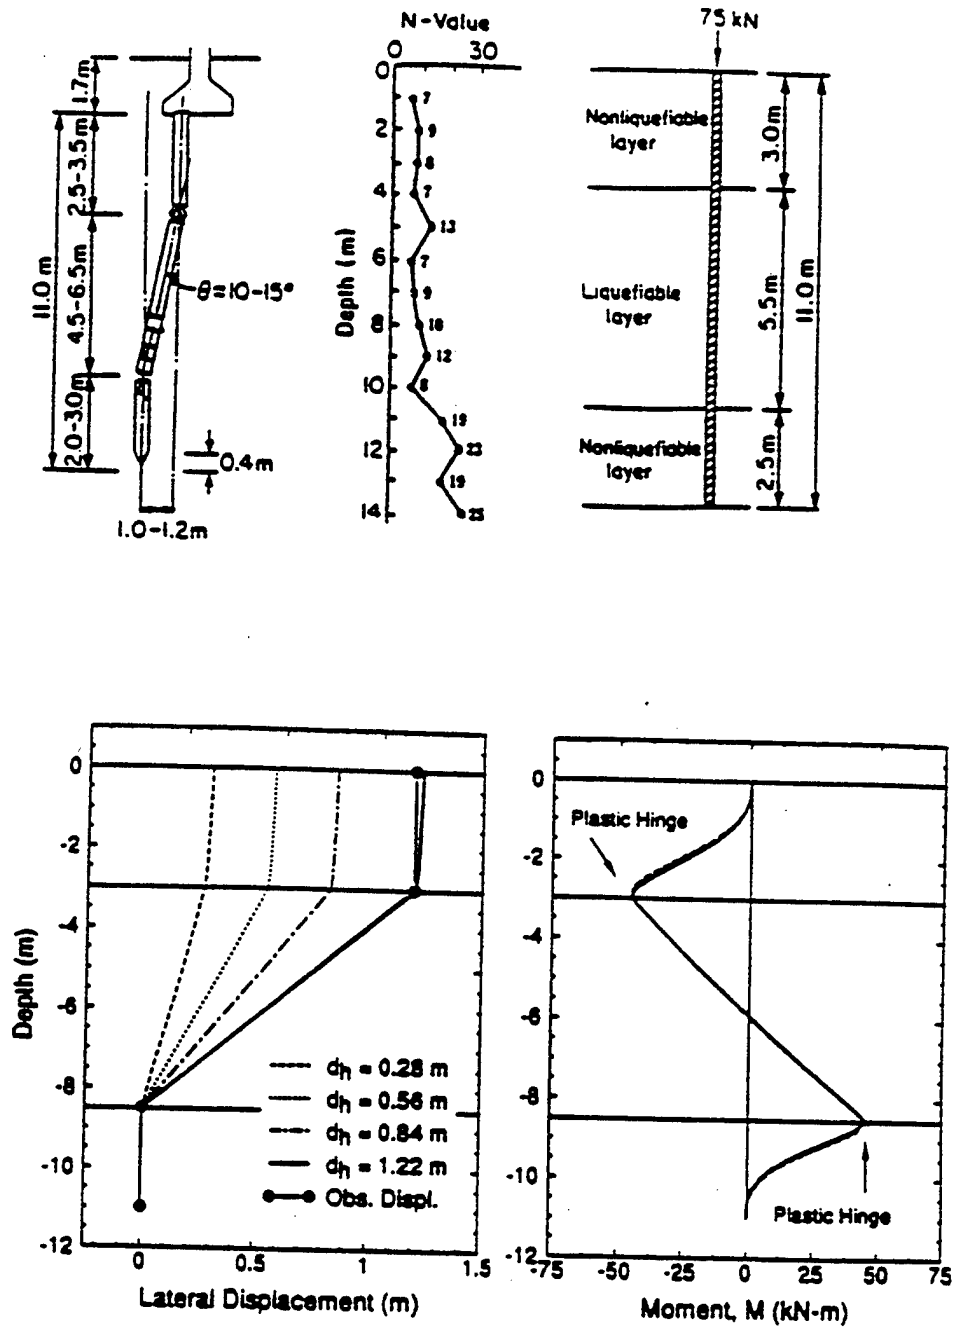 1.7m
2.5-3.5m
11.0m
4.5-6.5m
2.0-3.0m
θ=10-15°
0.4m
1.0-1.2m
N-Value
0 30
Depth (m)
0
2
4
6
8
10
12
14
7
9
8
7
13
7
9
10
12
8
19
23
19
25
75 kN
Nonliquefiable
layer
3.0m
Liquefiable
layer
5.5m
11.0m
Nonliquefiable
layer
2.5m
Depth (m)
0
-2
-4
-6
-8
-10
-12
dh = 0.28 m
dh = 0.56 m
dh = 0.84 m
dh = 1.22 m
Obs. Displ.
0 0.5 1 1.5
Lateral Displacement (m)
0
-2
-4
-6
-8
-10
-12
Plastic Hinge
Plastic Hinge
-75 -50 -25 0 25 50 75
Moment, M (kN-m)